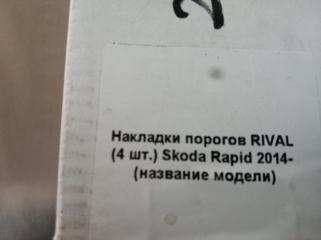 Накладки порогов RIVAL
(4 шт.) Skoda Rapid 2014-
(название модели)